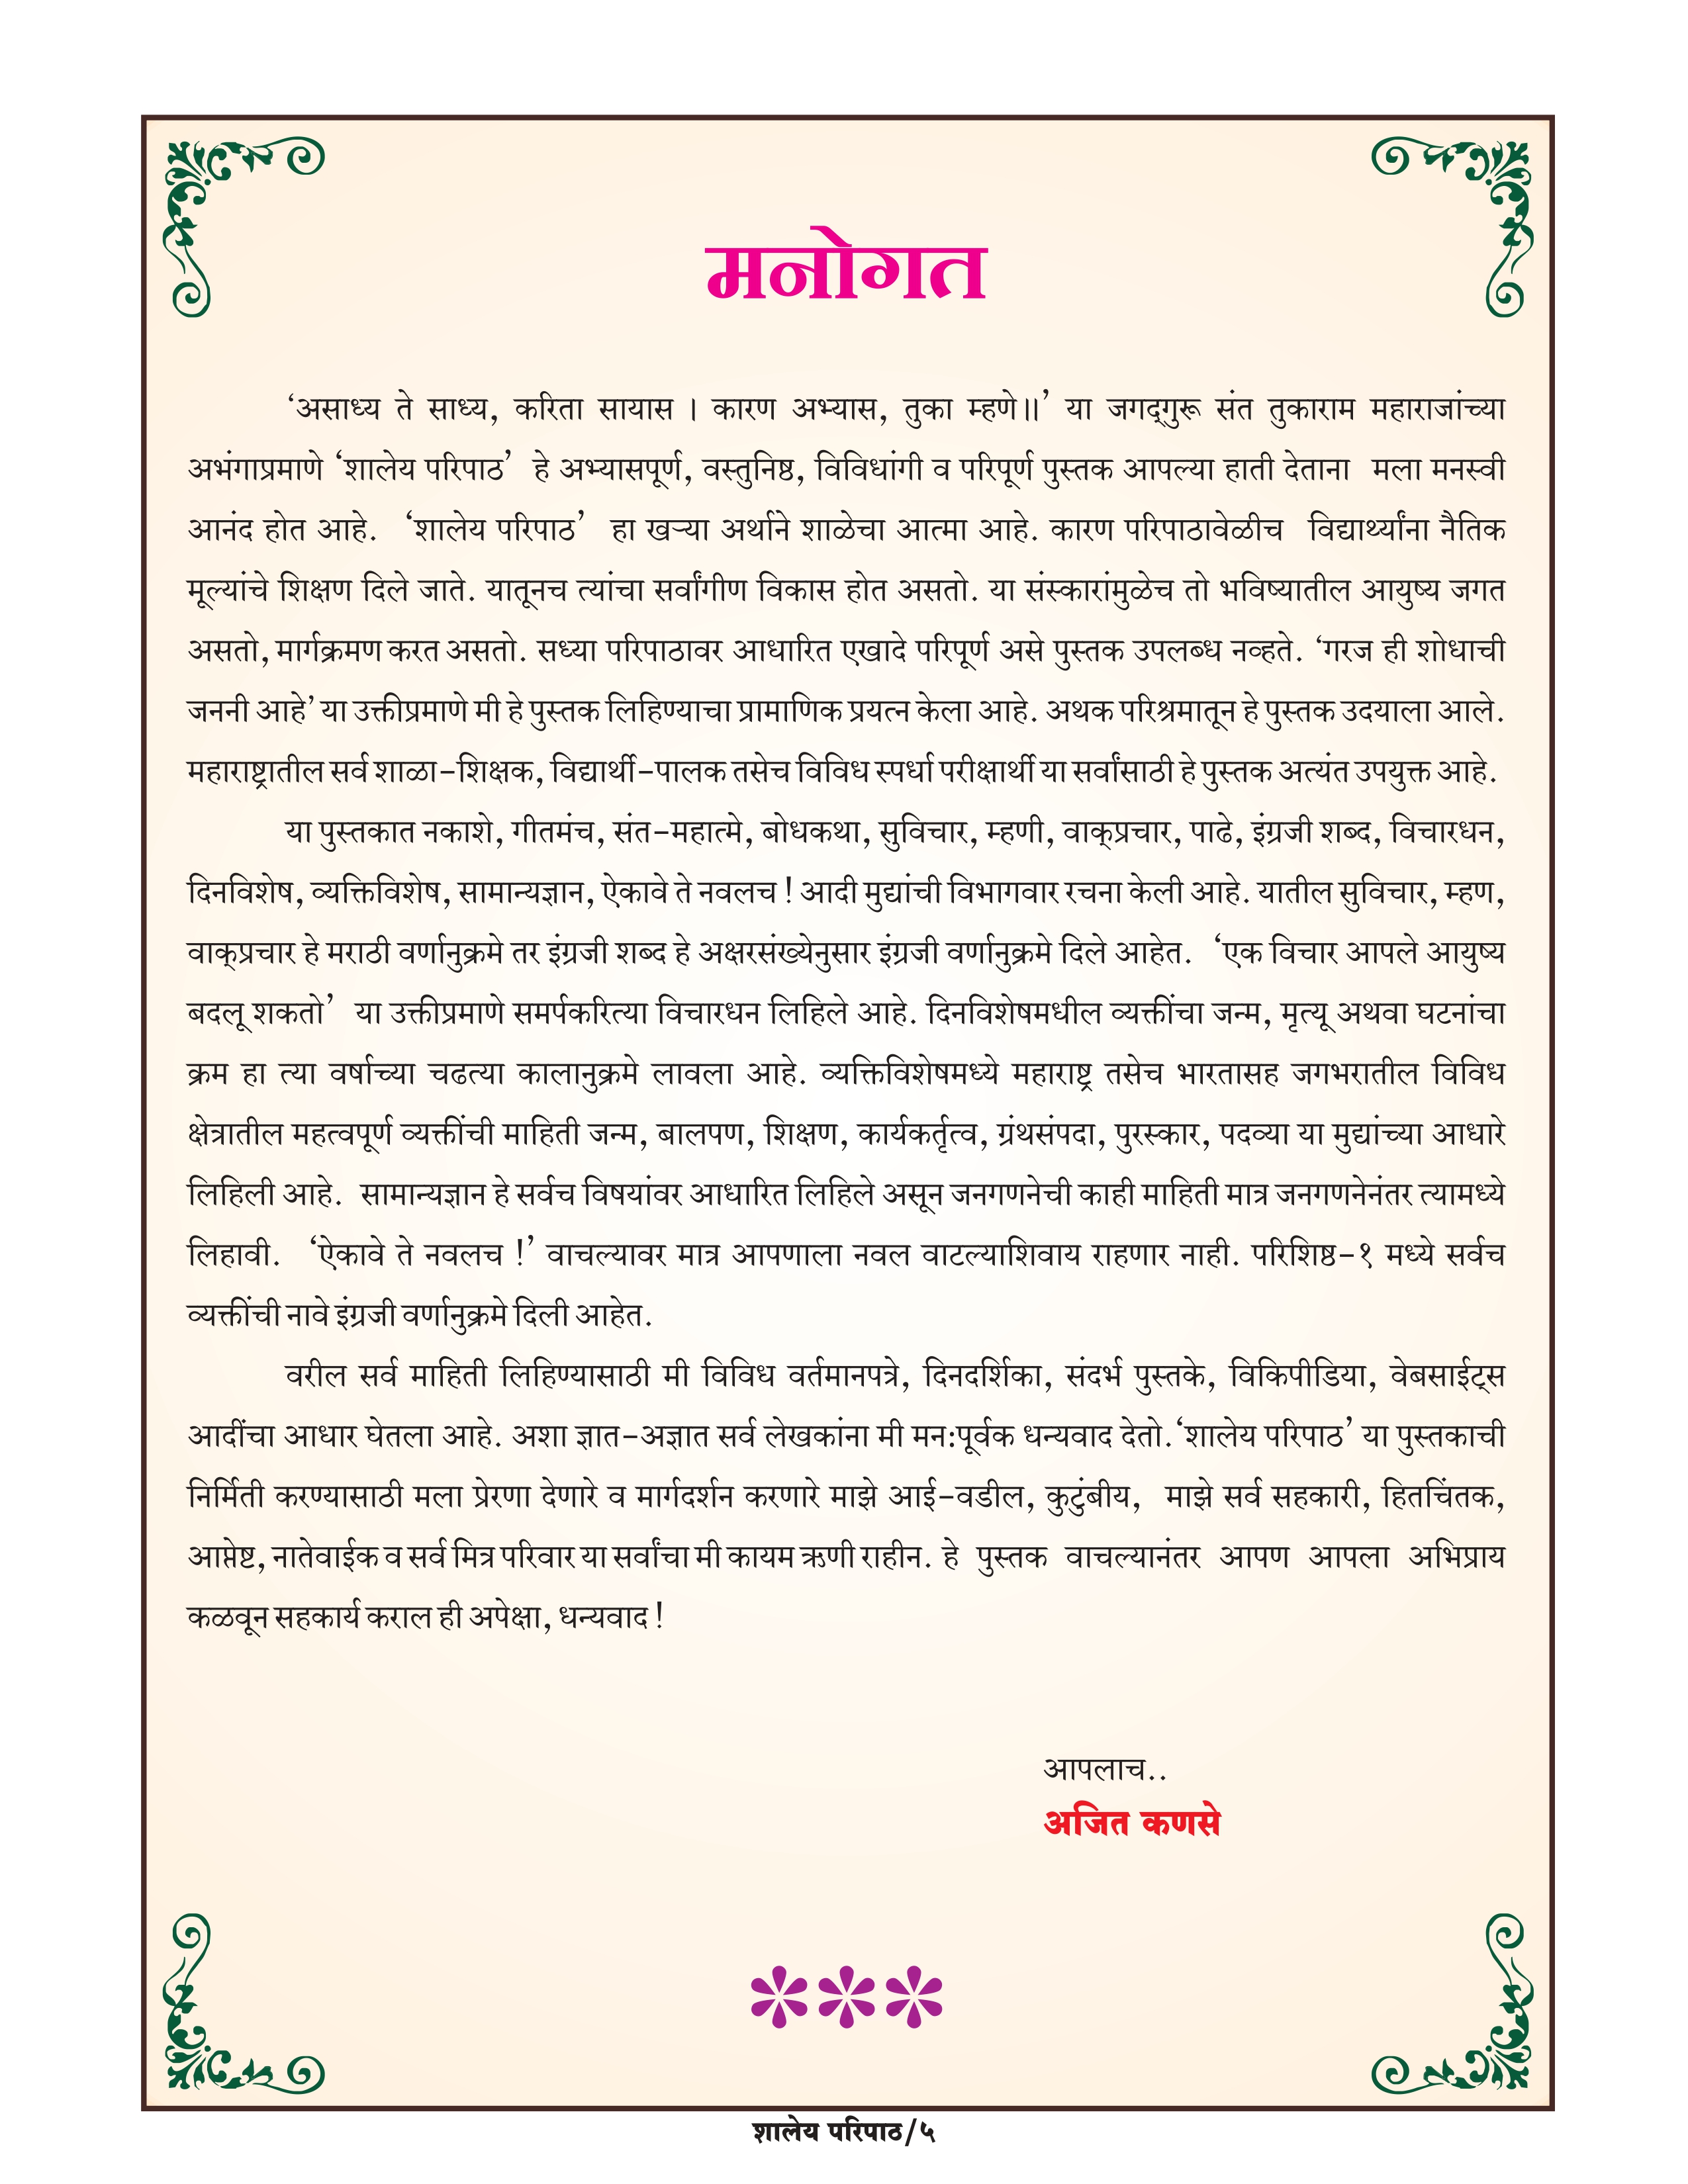 मनोगत
‘असाध्य ते साध्य, करिता सायास । कारण अभ्यास, तुका म्हणे॥’ या जगद्‌गुरू संत तुकाराम महाराजांच्या
अभंगाप्रमाणे ‘शालेय परिपाठ’ हे अभ्यासपूर्ण, वस्तुनिष्ठ, विविधांगी व परिपूर्ण पुस्तक आपल्या हाती देताना मला मनस्वी
आनंद होत आहे. ‘शालेय परिपाठ’ हा खऱ्या अर्थाने शाळेचा आत्मा आहे. कारण परिपाठावेळीच विद्यार्थ्यांना नैतिक
मूल्यांचे शिक्षण दिले जाते. यातूनच त्यांचा सर्वांगीण विकास होत असतो. या संस्कारांमुळेच तो भविष्यातील आयुष्य जगत
असतो, मार्गक्रमण करत असतो. सध्या परिपाठावर आधारित एखादे परिपूर्ण असे पुस्तक उपलब्ध नव्हते. ‘गरज ही शोधाची
जननी आहे’ या उक्तीप्रमाणे मी हे पुस्तक लिहिण्याचा प्रामाणिक प्रयत्न केला आहे. अथक परिश्रमातून हे पुस्तक उदयाला आले.
महाराष्ट्रातील सर्व शाळा-शिक्षक, विद्यार्थी-पालक तसेच विविध स्पर्धा परीक्षार्थी या सर्वांसाठी हे पुस्तक अत्यंत उपयुक्त आहे.
या पुस्तकात नकाशे, गीतमंच, संत-महात्मे, बोधकथा, सुविचार, म्हणी, वाक्‌प्रचार, पाढे, इंग्रजी शब्द, विचारधन,
दिनविशेष, व्यक्तिविशेष, सामान्यज्ञान, ऐकावे ते नवलच ! आदी मुद्यांची विभागवार रचना केली आहे. यातील सुविचार, म्हण,
वाक्‌प्रचार हे मराठी वर्णानुक्रमे तर इंग्रजी शब्द हे अक्षरसंख्येनुसार इंग्रजी वर्णानुक्रमे दिले आहेत. ‘एक विचार आपले आयुष्य
बदलू शकतो’ या उक्तीप्रमाणे समर्पकरित्या विचारधन लिहिले आहे. दिनविशेषमधील व्यक्तींचा जन्म, मृत्यू अथवा घटनांचा
क्रम हा त्या वर्षाच्या चढत्या कालानुक्रमे लावला आहे. व्यक्तिविशेषमध्ये महाराष्ट्र तसेच भारतासह जगभरातील विविध
क्षेत्रातील महत्वपूर्ण व्यक्तींची माहिती जन्म, बालपण, शिक्षण, कार्यकर्तृत्व, ग्रंथसंपदा, पुरस्कार, पदव्या या मुद्यांच्या आधारे
लिहिली आहे. सामान्यज्ञान हे सर्वच विषयांवर आधारित लिहिले असून जनगणनेची काही माहिती मात्र जनगणनेनंतर त्यामध्ये
लिहावी. ‘ऐकावे ते नवलच !’ वाचल्यावर मात्र आपणाला नवल वाटल्याशिवाय राहणार नाही. परिशिष्ठ-१ मध्ये सर्वच
व्यक्तींची नावे इंग्रजी वर्णानुक्रमे दिली आहेत.
वरील सर्व माहिती लिहिण्यासाठी मी विविध वर्तमानपत्रे, दिनदर्शिका, संदर्भ पुस्तके, विकिपीडिया, वेबसाईट्स
आदींचा आधार घेतला आहे. अशा ज्ञात-अज्ञात सर्व लेखकांना मी मन:पूर्वक धन्यवाद देतो.‘शालेय परिपाठ’ या पुस्तकाची
निर्मिती करण्यासाठी मला प्रेरणा देणारे व मार्गदर्शन करणारे माझे आई-वडील, कुटुंबीय, माझे सर्व सहकारी, हितचिंतक,
आप्तेष्ट, नातेवाईक व सर्व मित्र परिवार या सर्वांचा मी कायम ऋणी राहीन. हे पुस्तक वाचल्यानंतर आपण आपला अभिप्राय
कळवून सहकार्य कराल ही अपेक्षा, धन्यवाद !
आपलाच..
अजित कणसे
***
शालेय परिपाठ/५